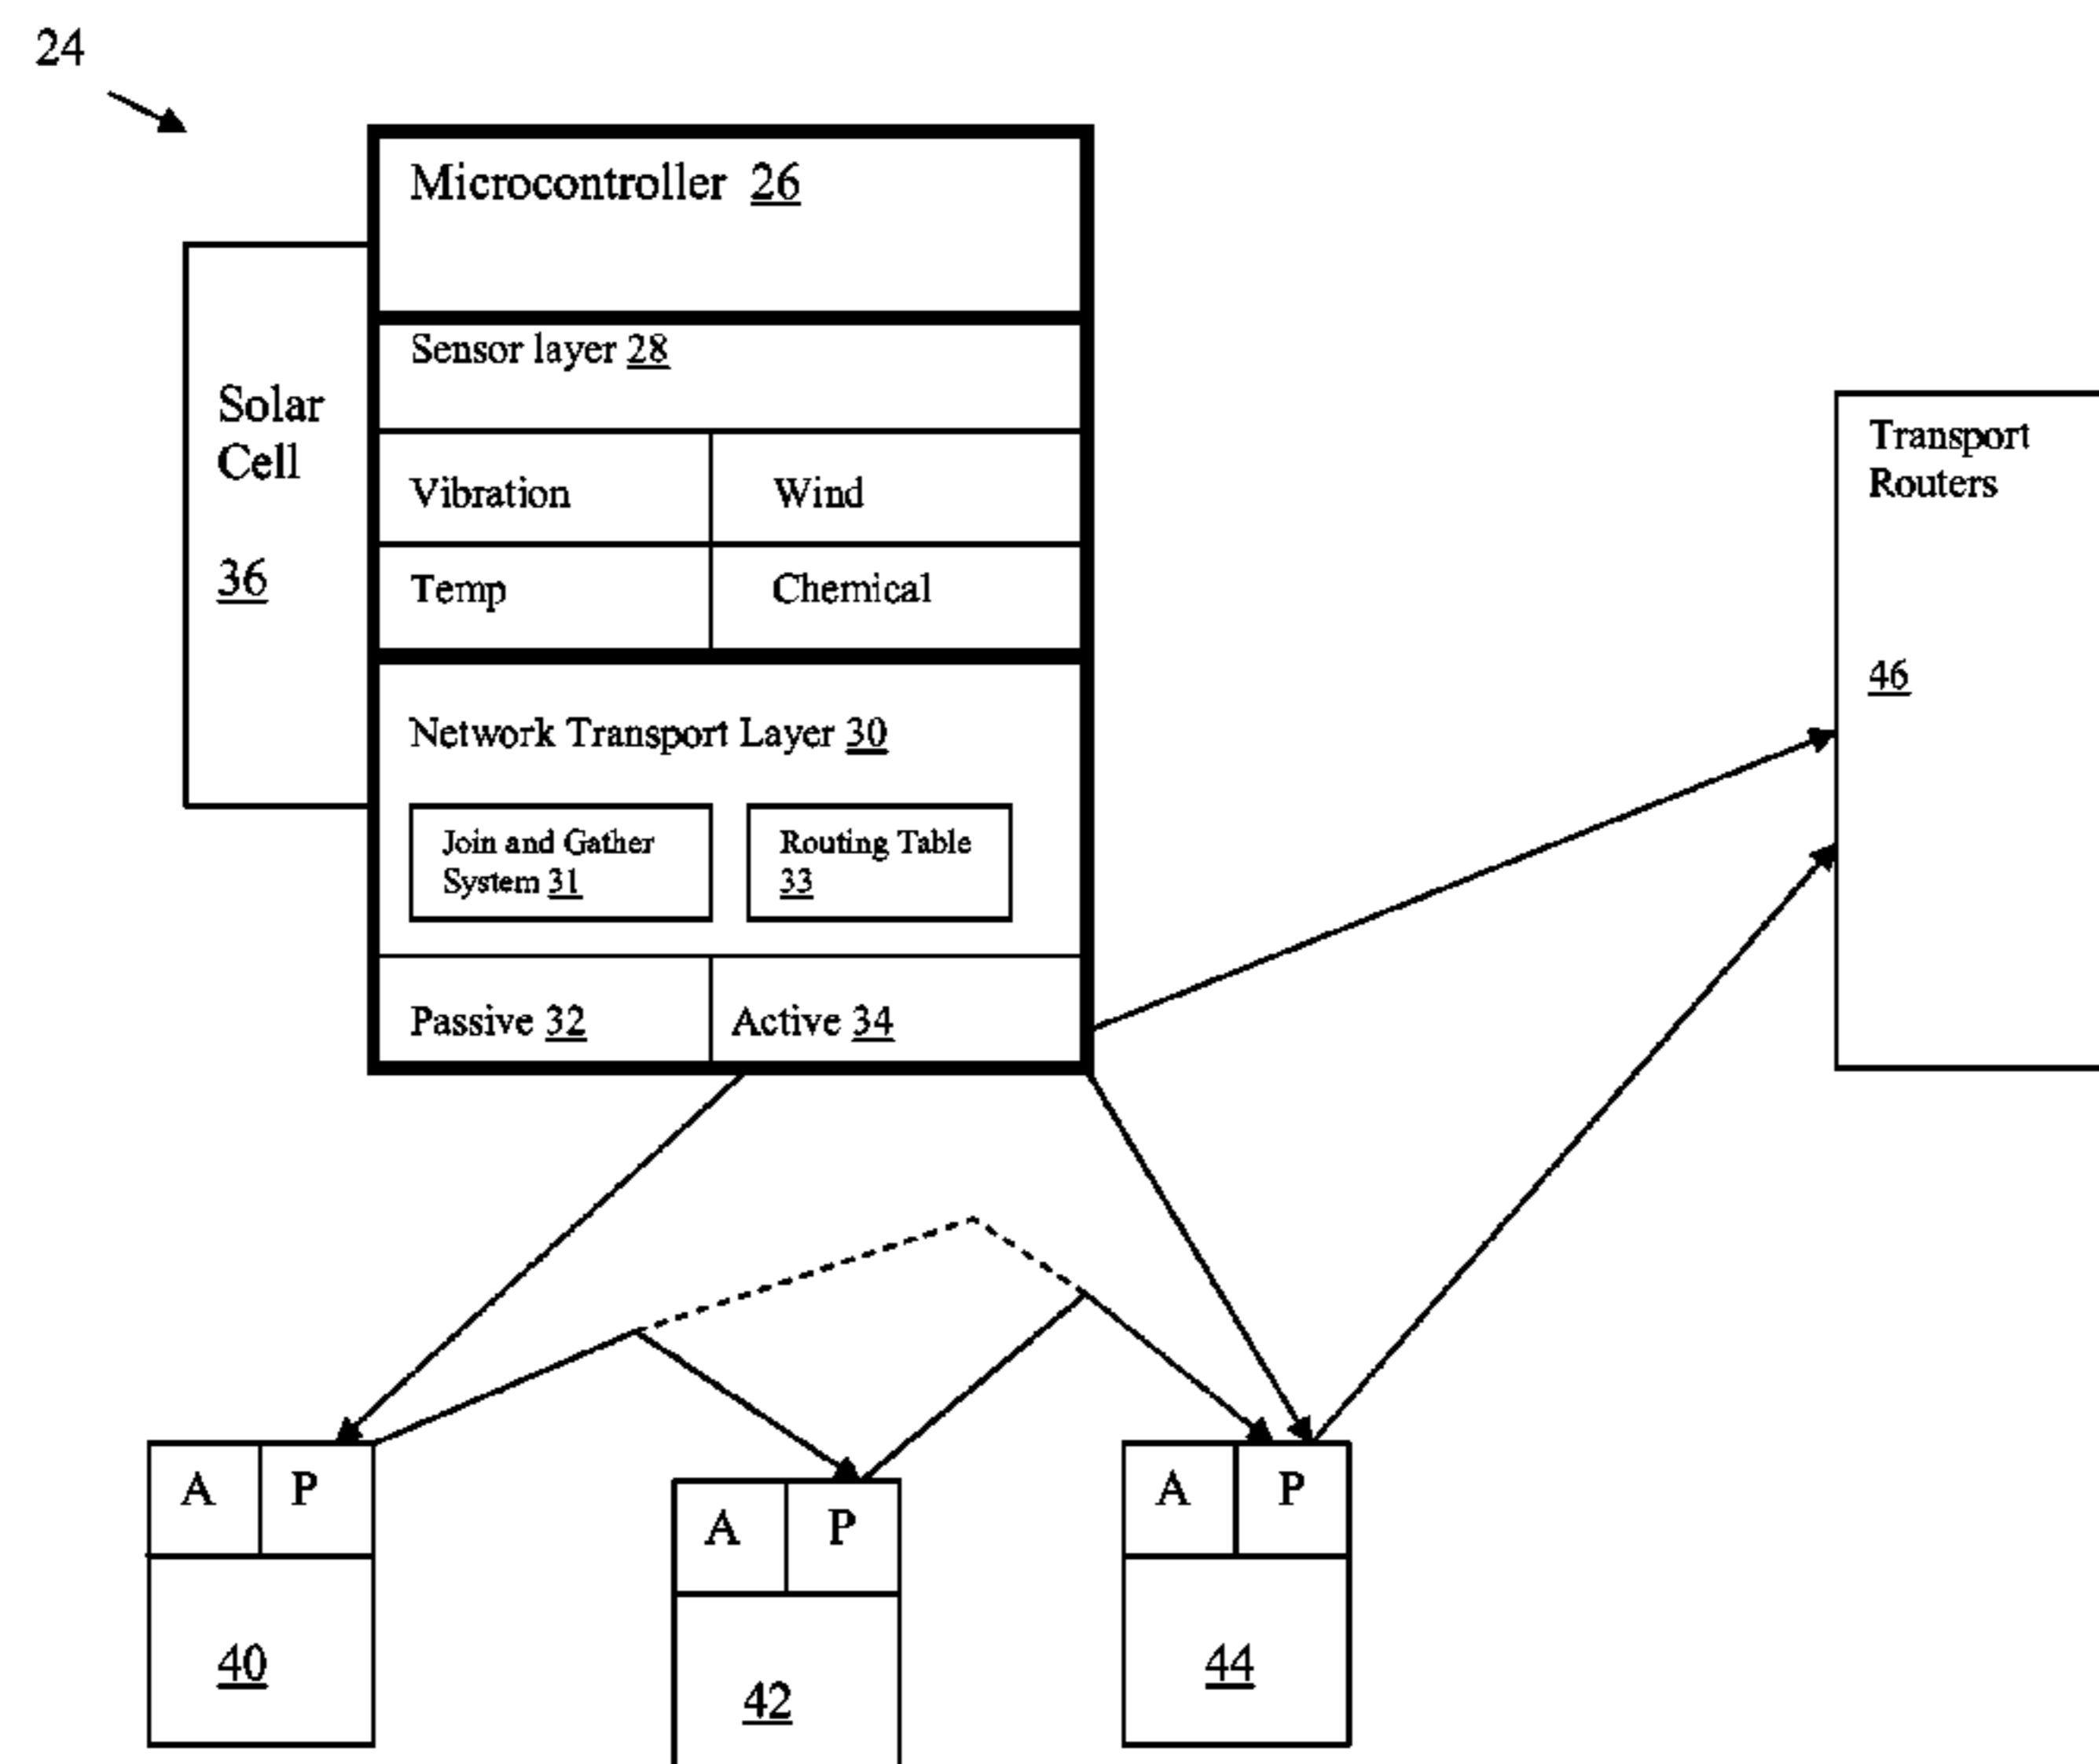 24
Microcontroller 26
Sensor layer 28
Solar
Cell
36
Vibration
Wind
Temp
Chemical
Transport
Routers
46
Network Transport Layer 30
Join and Gather
System 31
Routing Table
33
Passive 32
Active 34
A
P
40
A
P
42
A
P
44